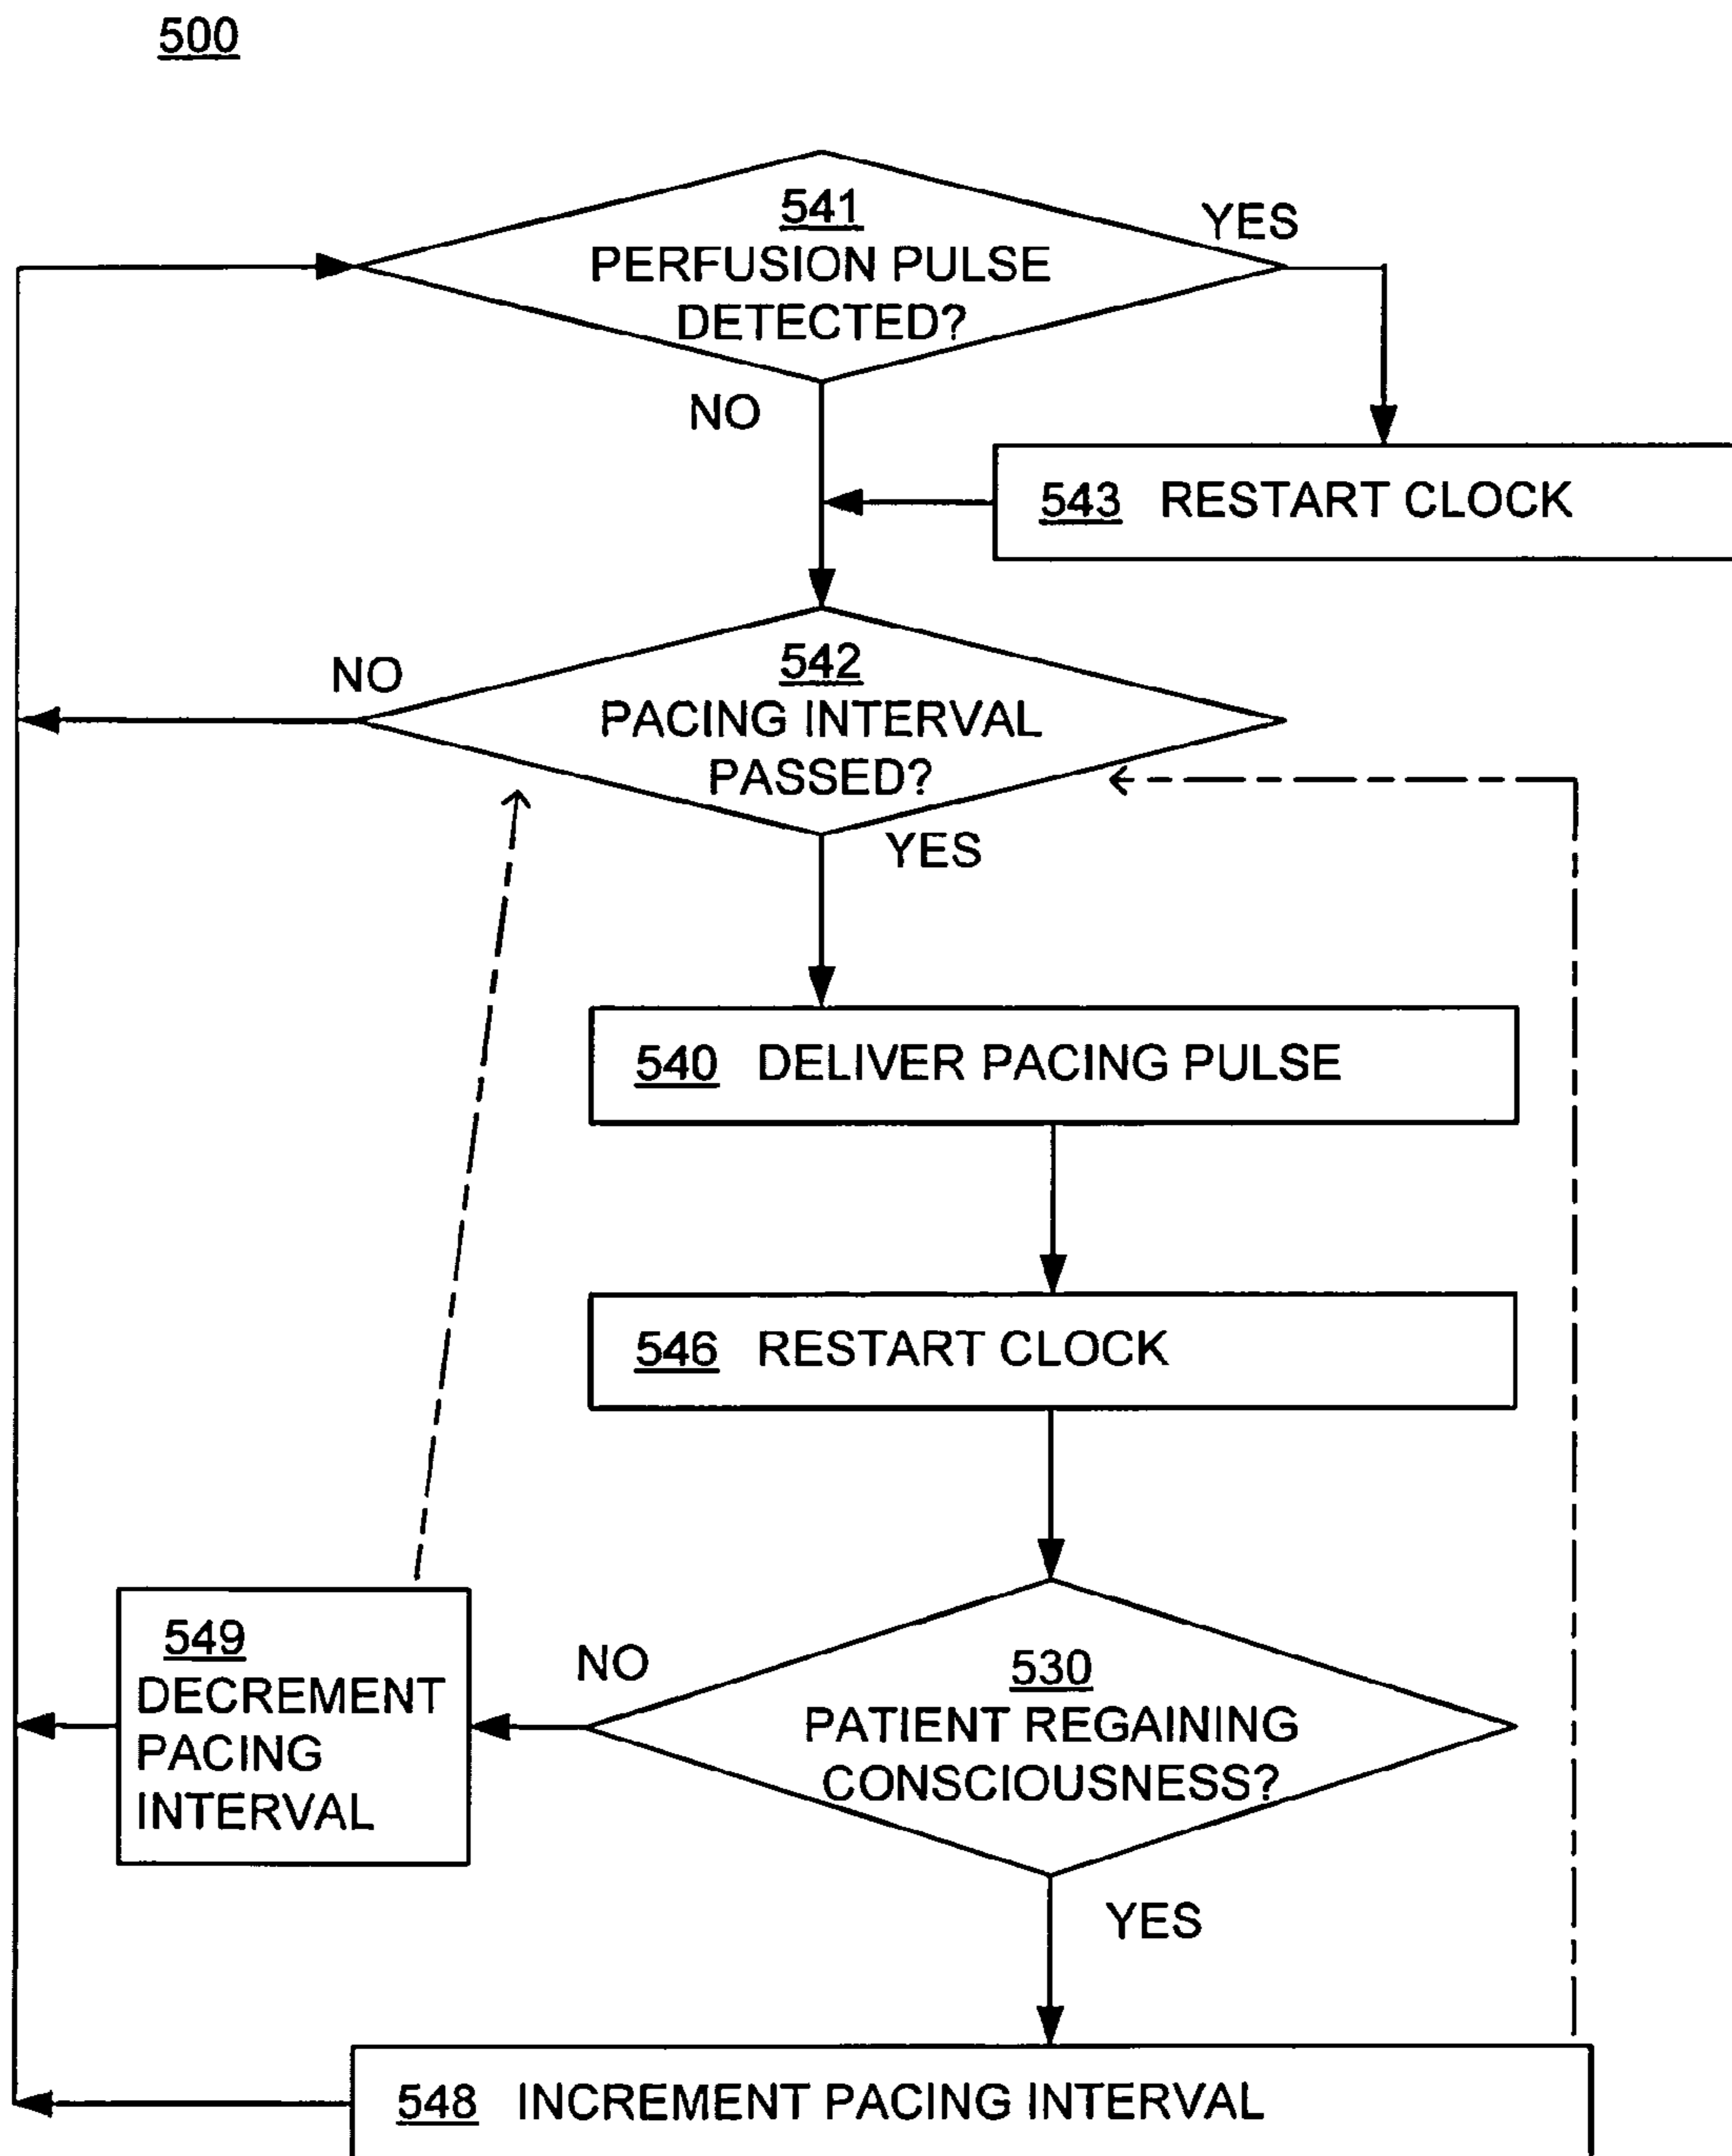 500
541
PERFUSION PULSE
DETECTED?
YES
NO
543 RESTART CLOCK
542
PACING INTERVAL
PASSED?
NO
YES
540 DELIVER PACING PULSE
546 RESTART CLOCK
530
PATIENT REGAINING
CONSCIOUSNESS?
NO
549
DECREMENT
PACING
INTERVAL
YES
548 INCREMENT PACING INTERVAL